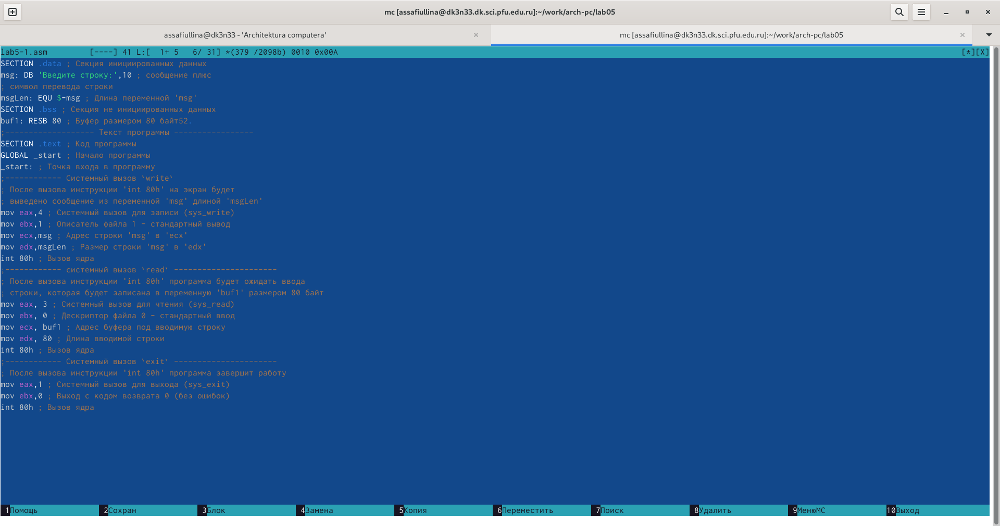 mc [assafiullina@dk3n33.dk.sci.pfu.edu.ru]:~/work/arch-pc/lab05
assafiullina@dk3n33 - 'Architektura computera'
mc [assafiullina@dk3n33.dk.sci.pfu.edu.ru]:~/work/arch-pc/lab05
lab5-1.asm [----] 41 L:[ 1+ 5 6/ 31] *(379 /2098b) 0010 0x00A [*][X]
SECTION .data ; Секция инициированных данных
msg: DB 'Введите строку:',10 ; сообщение плюс
; символ перевода строки
msgLen: EQU $-msg ; Длина переменной 'msg'
SECTION .bss ; Секция не инициированных данных
buf1: RESB 80 ; Буфер размером 80 байт52.
;------------------- Текст программы -----------------
SECTION .text ; Код программы
GLOBAL _start ; Начало программы
_start: ; Точка входа в программу
;------------ Системный вызов `write`
; После вызова инструкции 'int 80h' на экран будет
; выведено сообщение из переменной 'msg' длиной 'msgLen'
mov eax,4 ; Системный вызов для записи (sys_write)
mov ebx,1 ; Описатель файла 1 - стандартный вывод
mov ecx,msg ; Адрес строки 'msg' в 'ecx'
mov edx,msgLen ; Размер строки 'msg' в 'edx'
int 80h ; Вызов ядра
;------------ системный вызов `read` ----------------------
; После вызова инструкции 'int 80h' программа будет ожидать ввода
; строки, которая будет записана в переменную 'buf1' размером 80 байт
mov eax, 3 ; Системный вызов для чтения (sys_read)
mov ebx, 0 ; Дескриптор файла 0 - стандартный ввод
mov ecx, buf1 ; Адрес буфера под вводимую строку
mov edx, 80 ; Длина вводимой строки
int 80h ; Вызов ядра
;------------ Системный вызов `exit` ----------------------
; После вызова инструкции 'int 80h' программа завершит работу
mov eax,1 ; Системный вызов для выхода (sys_exit)
mov ebx,0 ; Выход с кодом возврата 0 (без ошибок)
int 80h ; Вызов ядра
1Помощь 2Сохран 3Блок 4Замена 5Копия 6Переместить 7Поиск 8Удалить 9МенюMC 10Выход